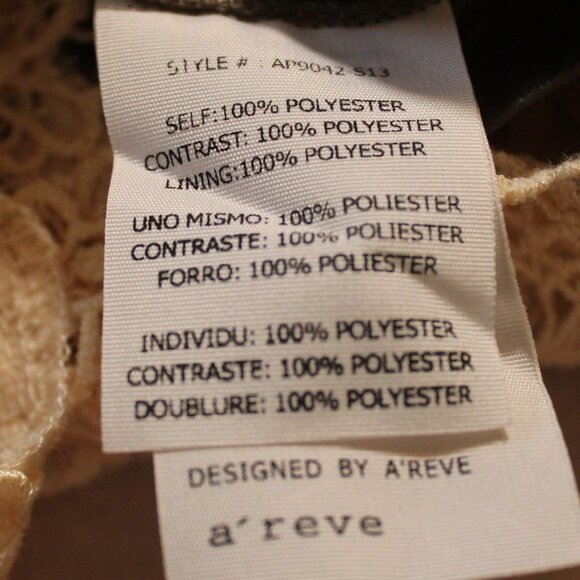 STYLE # : AP9042-S13
SELF:100% POLYESTER
CONTRAST: 100% POLYESTER
LINING:100% POLYESTER
UNO MISMO: 100% POLIESTER
CONTRASTE: 100% POLIESTER
FORRO: 100% POLIESTER
INDIVIDU: 100% POLYESTER
CONTRASTE: 100% POLYESTER
DOUBLURE: 100% POLYESTER
DESIGNED BY A'REVE
a´reve